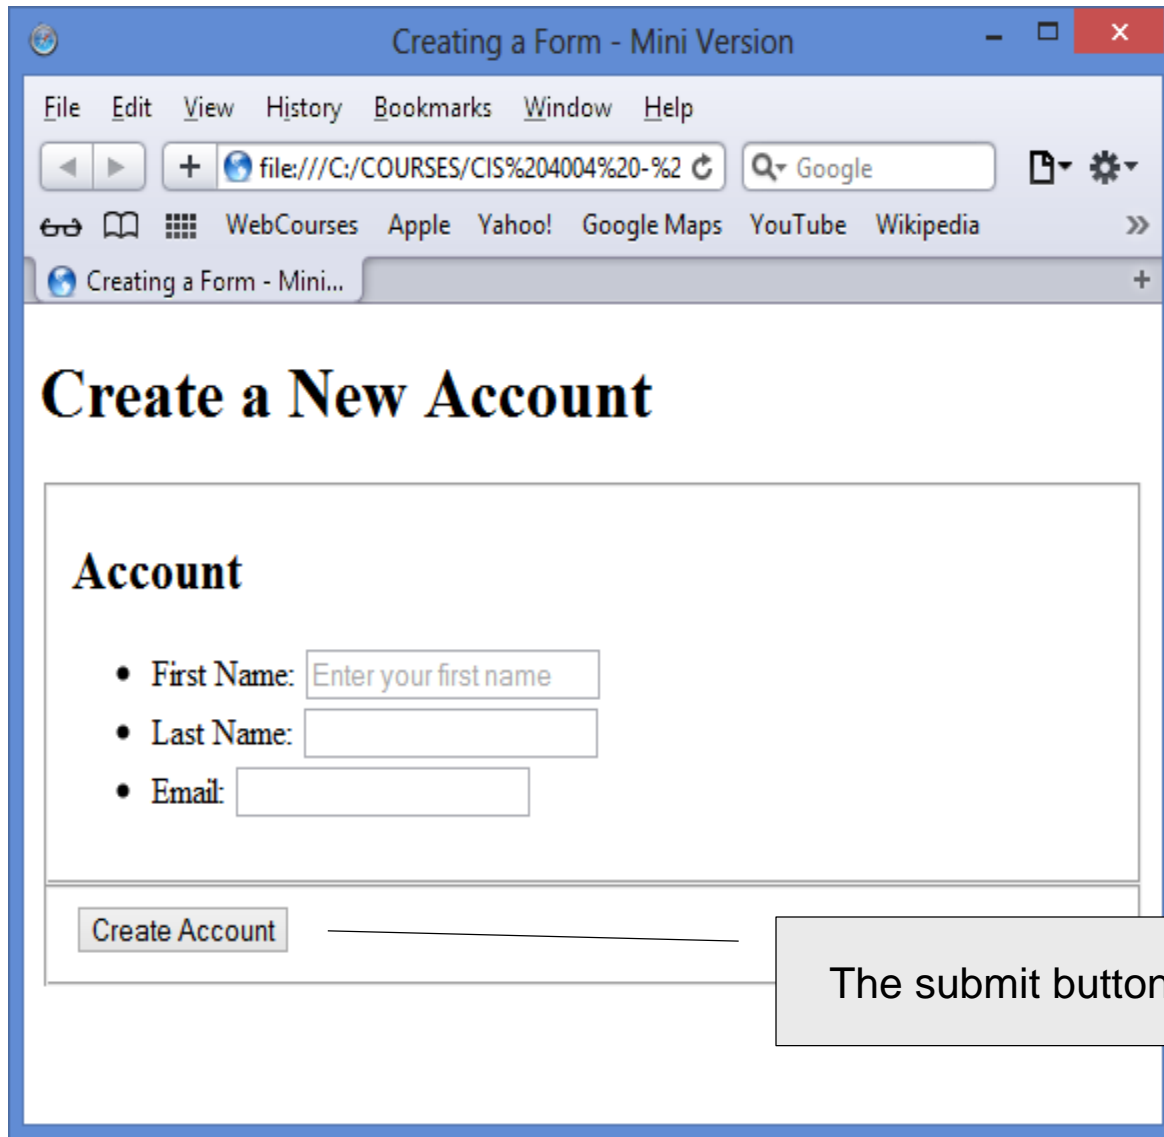 Creating a Form - Mini Version
File Edit View History Bookmarks Window Help
file:///C:/COURSES/CIS%204004%20-%2 Google
WebCourses Apple Yahoo! Google Maps YouTube Wikipedia
Creating a Form - Mini...
Create a New Account
Account
First Name: Enter your first name
Last Name:
Email:
Create Account
The submit button